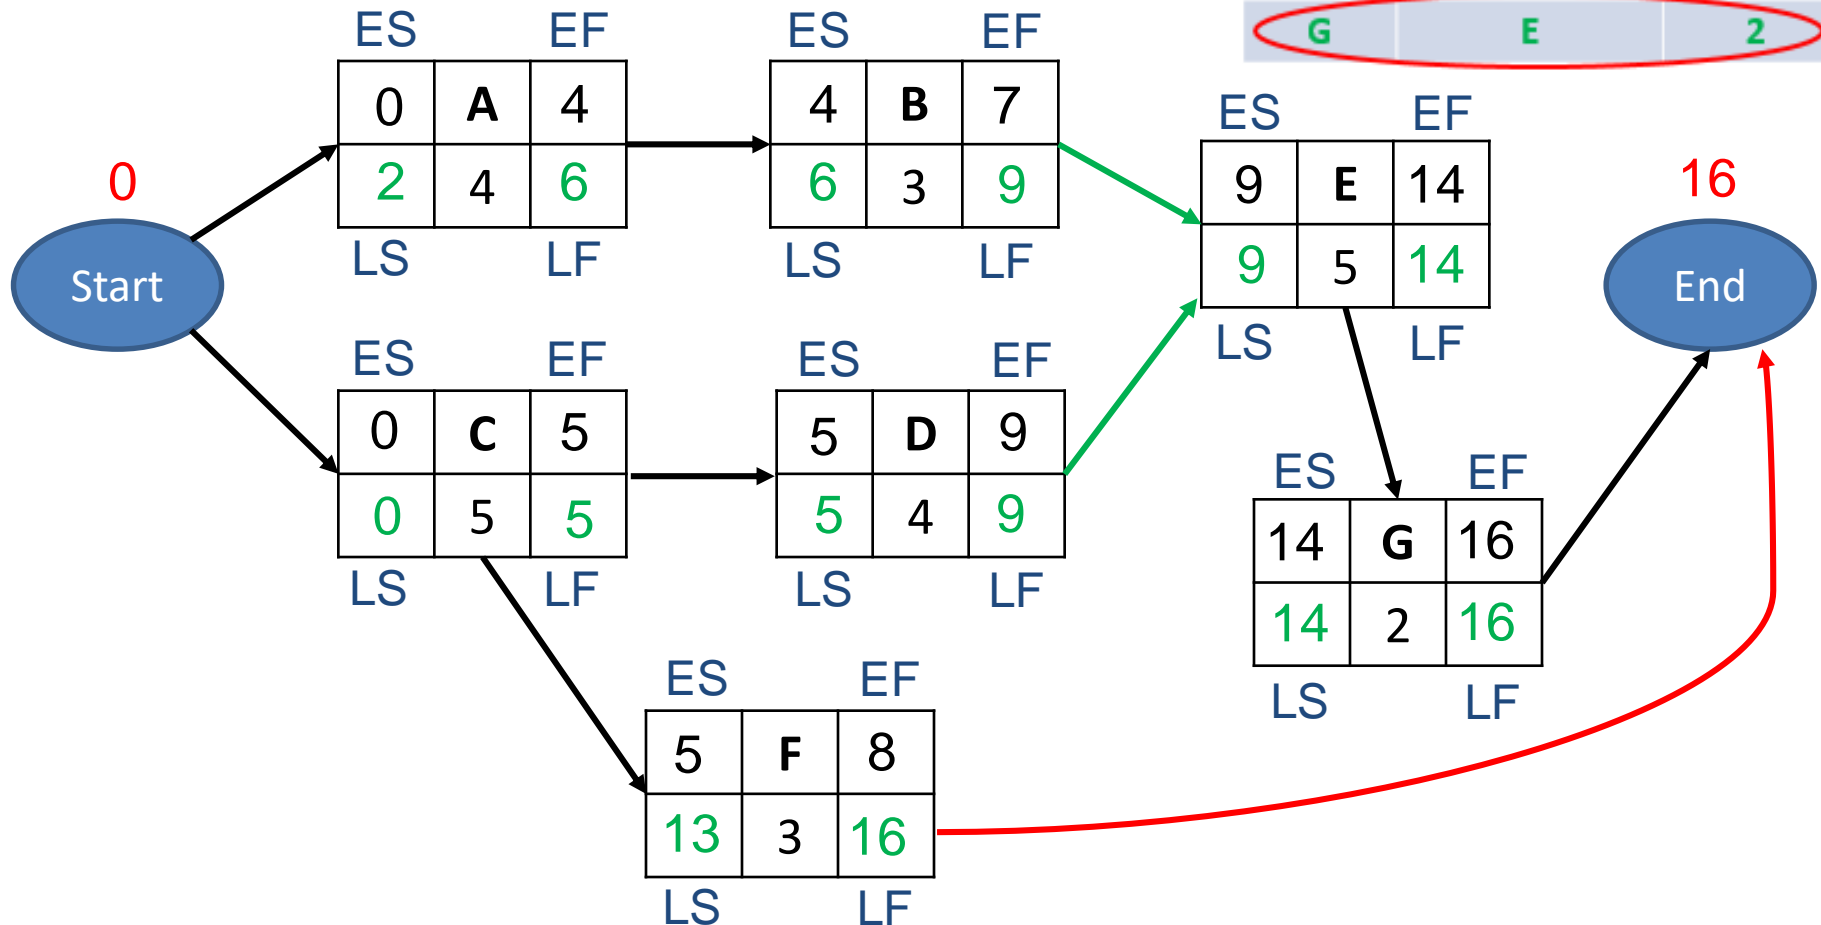 G E 2
ES EF
0 A 4
2 4 6
LS LF
ES EF
4 B 7
6 3 9
LS LF
ES EF
9 E 14
9 5 14
LS LF
0
Start
16
End
ES EF
0 C 5
0 5 5
LS LF
ES EF
5 D 9
5 4 9
LS LF
ES EF
14 G 16
14 2 16
LS LF
ES EF
5 F 8
13 3 16
LS LF